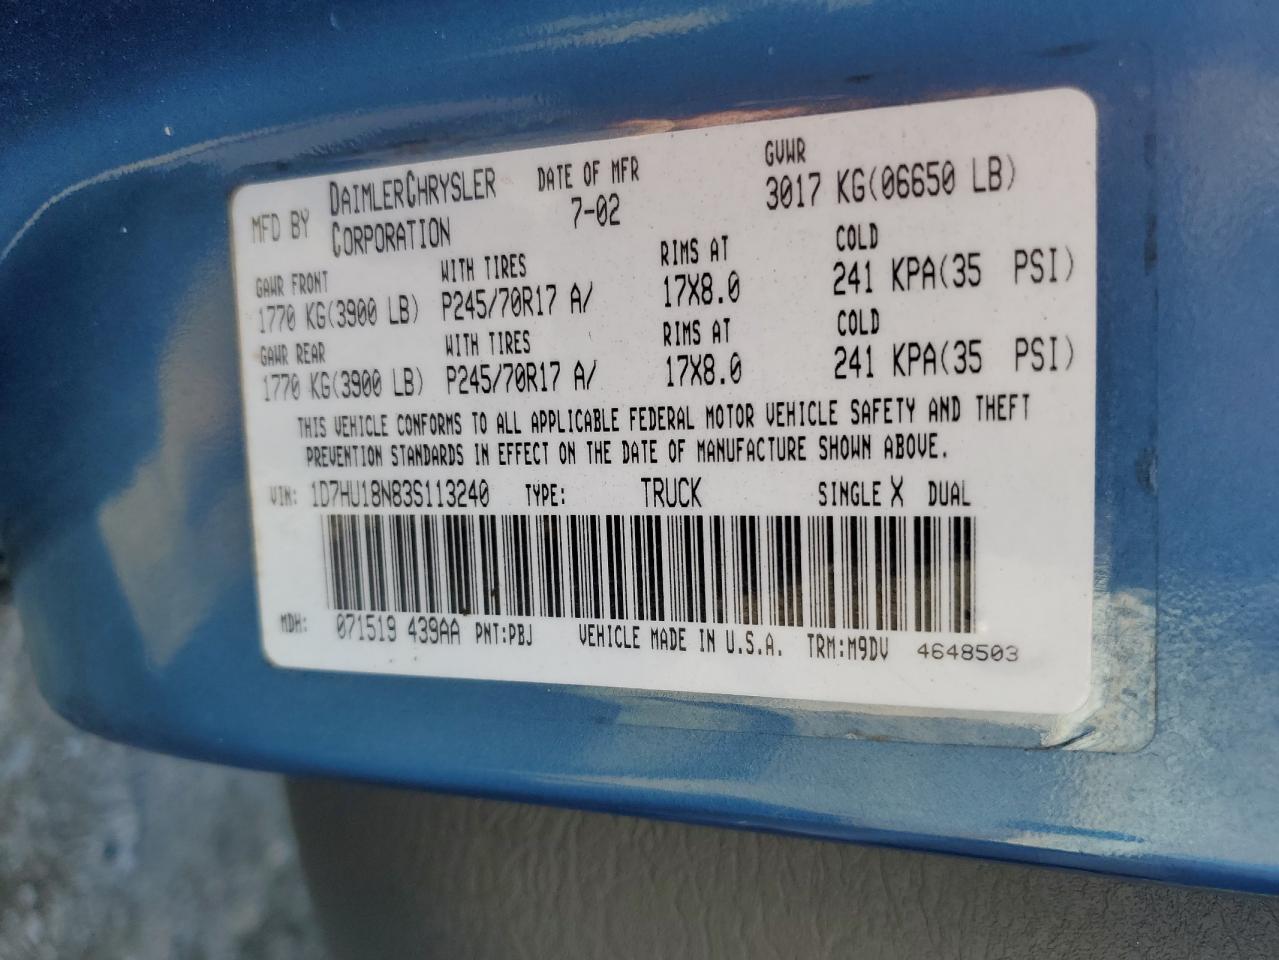 MFD BY DAIMLERCHRYSLER CORPORATION DATE OF MFR 7-02 GVWR 3017 KG(06650 LB)
GAWR FRONT WITH TIRES RIMS AT COLD
1770 KG(3900 LB) P245/70R17 A/ 17X8.0 241 KPA(35 PSI)
GAWR REAR WITH TIRES RIMS AT COLD
1770 KG(3900 LB) P245/70R17 A/ 17X8.0 241 KPA(35 PSI)
THIS VEHICLE CONFORMS TO ALL APPLICABLE FEDERAL MOTOR VEHICLE SAFETY AND THEFT
PREVENTION STANDARDS IN EFFECT ON THE DATE OF MANUFACTURE SHOWN ABOVE.
VIN: 1D7HU18N83S113240 TYPE: TRUCK SINGLE X DUAL
MDH: 071519 439AA PNT:PBJ VEHICLE MADE IN U.S.A. TRM:M9DV 4648503